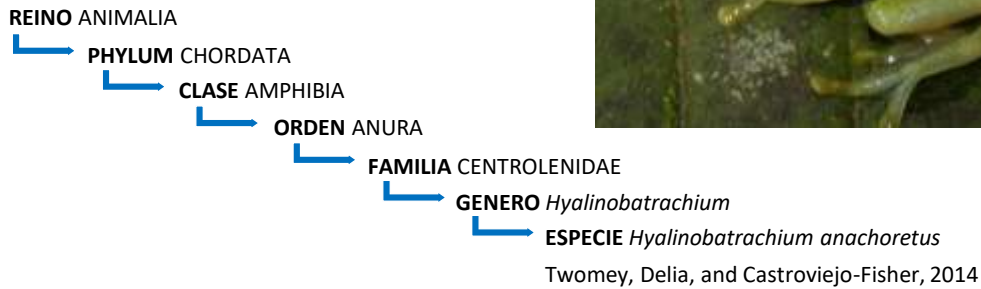 REINO ANIMALIA
PHYLUM CHORDATA
CLASE AMPHIBIA
ORDEN ANURA
FAMILIA CENTROLENIDAE
GENERO Hyalinobatrachium
ESPECIE Hyalinobatrachium anachoretus
Twomey, Delia, and Castroviejo-Fisher, 2014